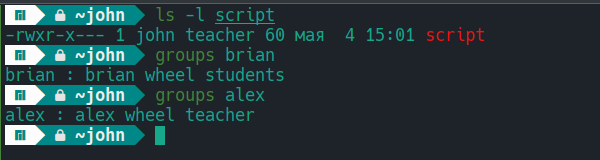 ~john ls -l script
-rwxr-x--- 1 john teacher 60 мая  4 15:01 script
~john groups brian
brian : brian wheel students
~john groups alex
alex : alex wheel teacher
~john